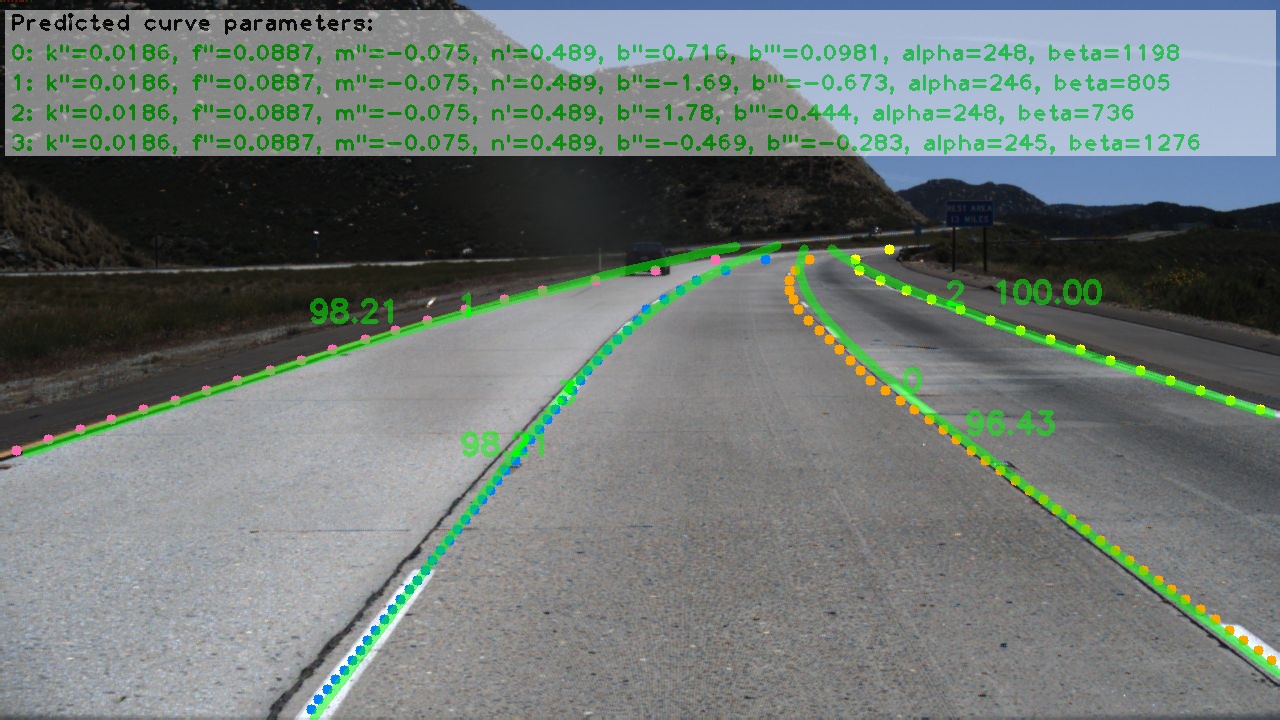 Predicted curve parameters:
0: k''=0.0186, f''=0.0887, m''=−0.075, n'=0.489, b''=0.716, b'''=0.0981, alpha=248, beta=1198
1: k''=0.0186, f''=0.0887, m''=−0.075, n'=0.489, b''=−1.69, b'''=−0.673, alpha=246, beta=805
2: k''=0.0186, f''=0.0887, m''=−0.075, n'=0.489, b''=1.78, b'''=0.444, alpha=248, beta=736
3: k''=0.0186, f''=0.0887, m''=−0.075, n'=0.489, b''=−0.469, b'''=−0.283, alpha=245, beta=1276
REST AREA
13 MILES
98.21 1
2 100.00
0
96.43
98.21